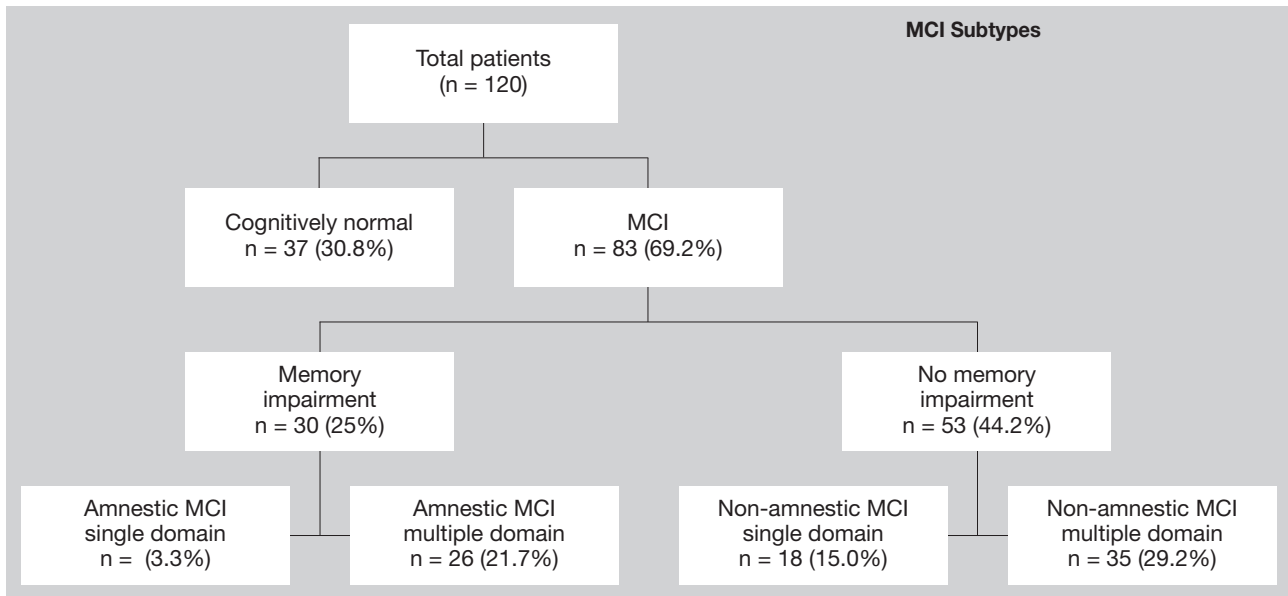 MCI Subtypes
Total patients
(n = 120)
Cognitively normal
n = 37 (30.8%)
MCI
n = 83 (69.2%)
Memory
impairment
n = 30 (25%)
No memory
impairment
n = 53 (44.2%)
Amnestic MCI
single domain
n =  (3.3%)
Amnestic MCI
multiple domain
n = 26 (21.7%)
Non-amnestic MCI
single domain
n = 18 (15.0%)
Non-amnestic MCI
multiple domain
n = 35 (29.2%)